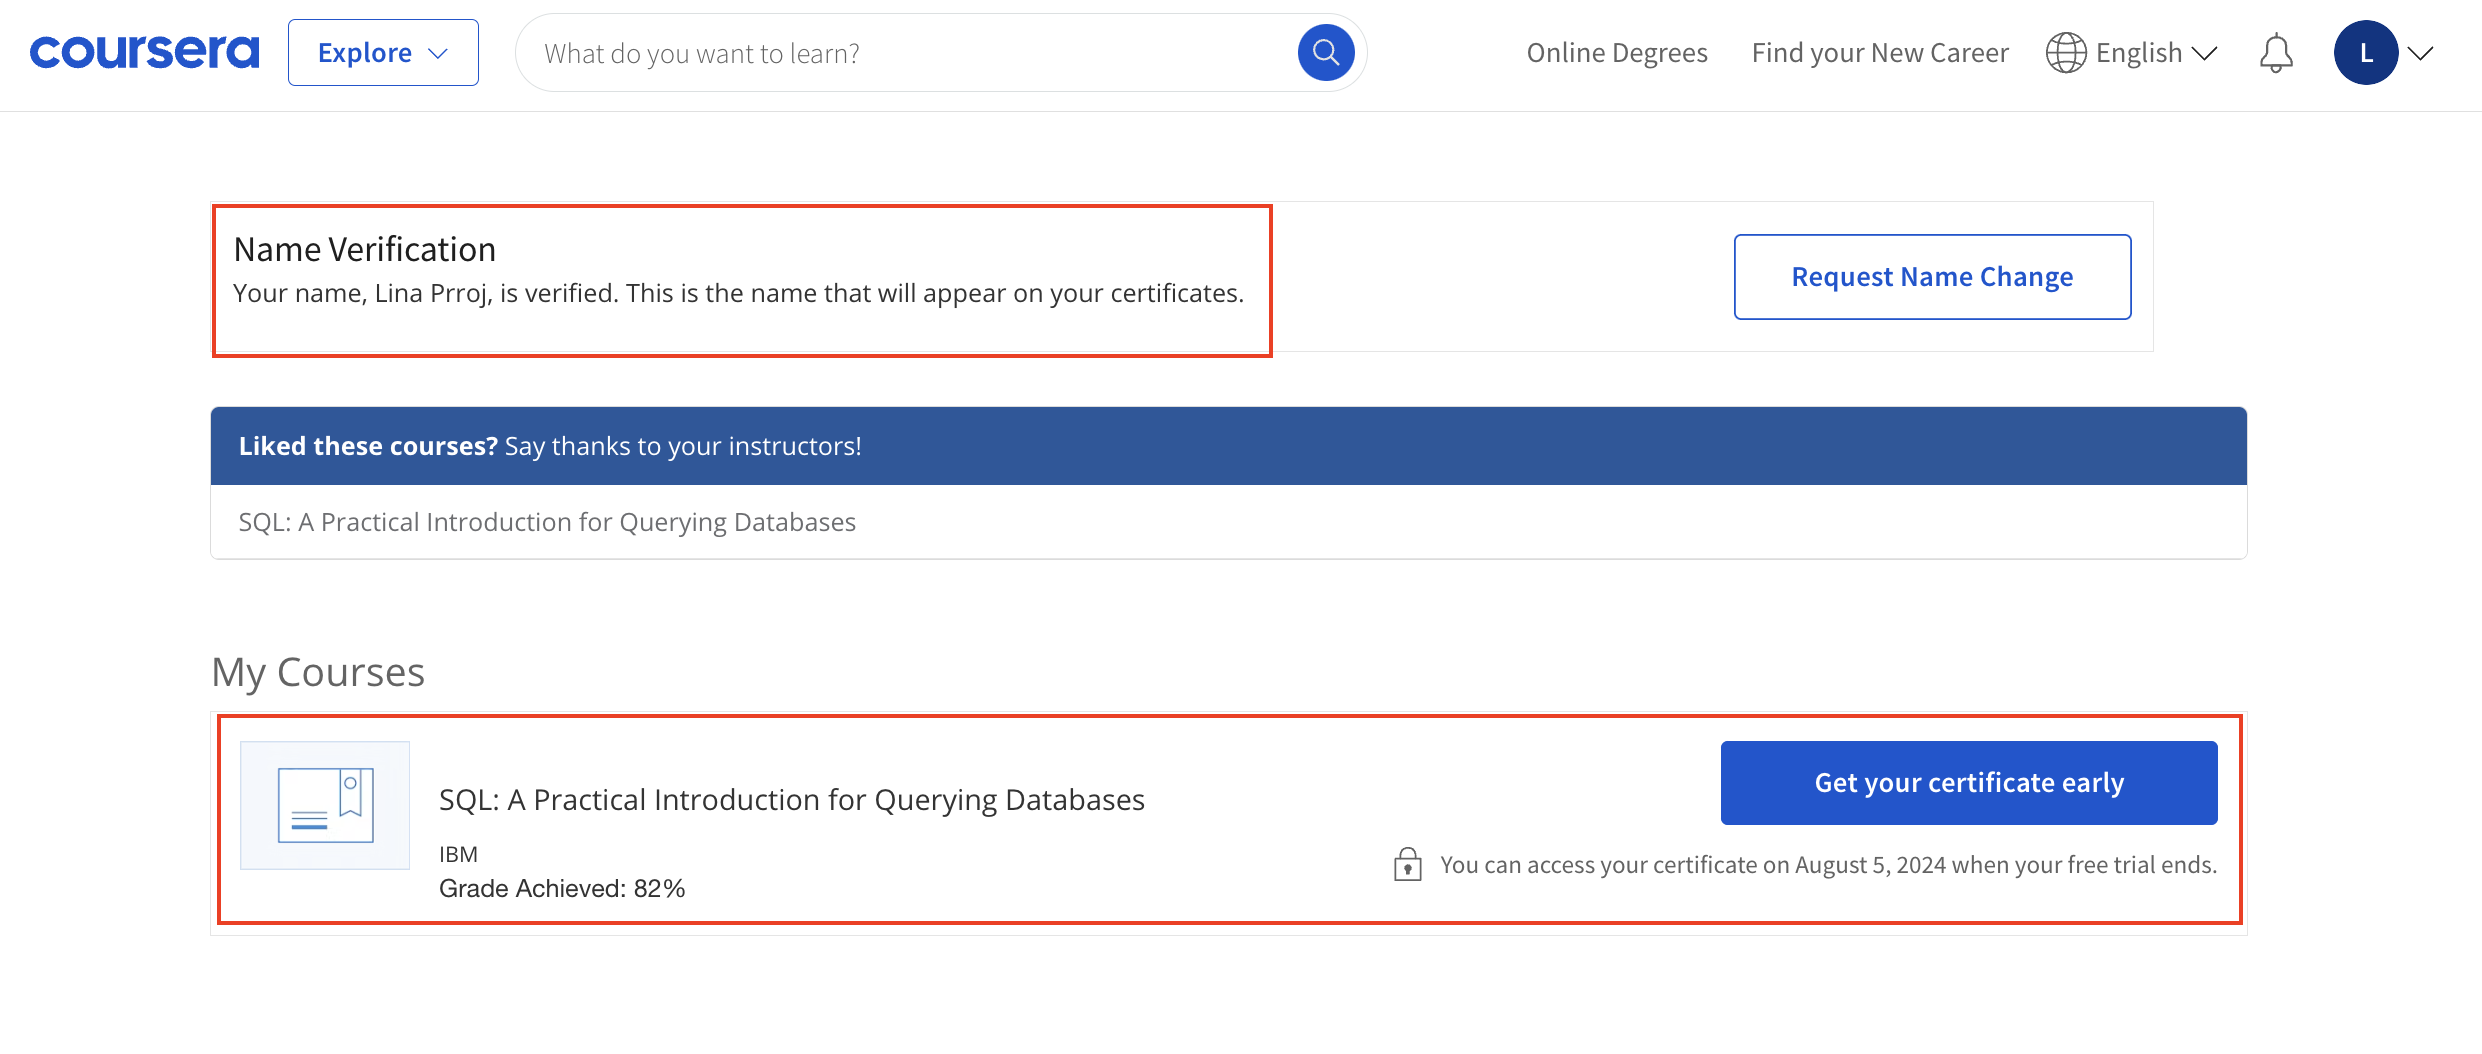 coursera
Explore
What do you want to learn?
Online Degrees
Find your New Career
English
L
Name Verification
Your name, Lina Prroj, is verified. This is the name that will appear on your certificates.
Request Name Change
Liked these courses? Say thanks to your instructors!
SQL: A Practical Introduction for Querying Databases
My Courses
SQL: A Practical Introduction for Querying Databases
IBM
Grade Achieved: 82%
Get your certificate early
You can access your certificate on August 5, 2024 when your free trial ends.